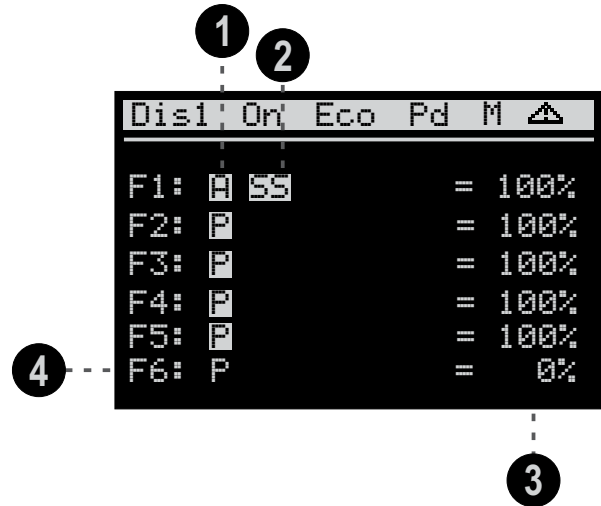 1
2
Dis1 On Eco Pd M
F1: A SS = 100%
F2: P = 100%
F3: P = 100%
F4: P = 100%
F5: P = 100%
4 F6: P = 0%
3